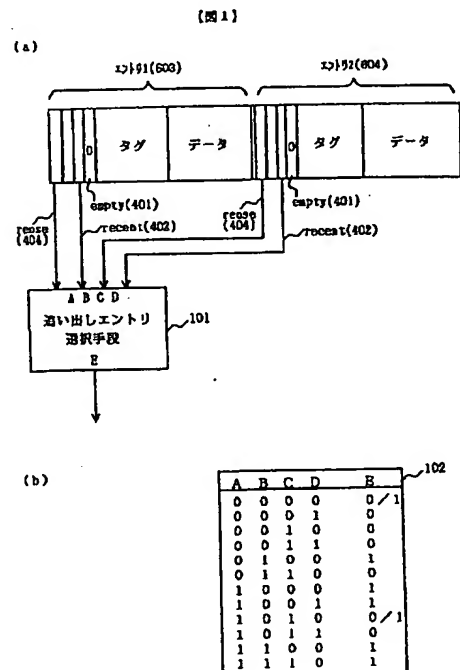 【図1】
(a)
エントリ1(603)
エントリ2(604)
0
タグ
データ
0
タグ
データ
empty(401)
empty(401)
reuse
(404)
recent(402)
reuse
(404)
recent(402)
A B C D
追い出しエントリ
選択手段
E
101
(b)
102
A B C D E
0 0 0 0 0/1
0 0 0 1 0
0 0 1 0 0
0 0 1 1 0
0 1 0 0 1
0 1 1 0 0
1 0 0 0 1
1 0 0 1 1
1 0 1 0 0/1
1 0 1 1 0
1 1 0 0 1
1 1 1 0 1